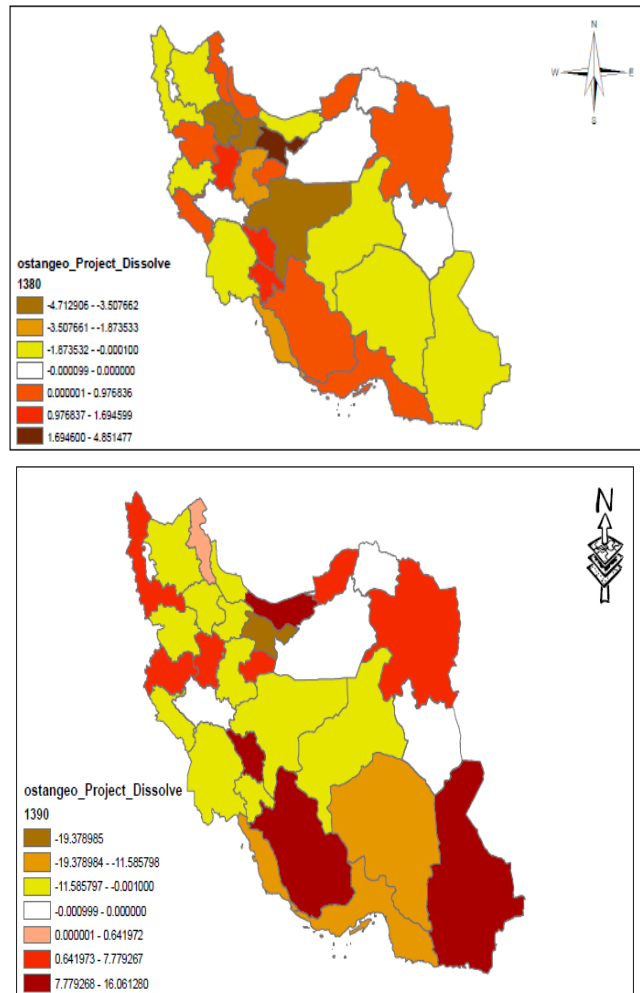 N
W
E
S
ostangeo_Project_Dissolve
1380
-4.712906 - -3.507662
-3.507661 - -1.873533
-1.873532 - -0.000100
-0.000099 - 0.000000
0.000001 - 0.976836
0.976837 - 1.694599
1.694600 - 4.851477
N
ostangeo_Project_Dissolve
1390
-19.378985
-19.378984 - -11.585798
-11.585797 - -0.001000
-0.000999 - 0.000000
0.000001 - 0.641972
0.641973 - 7.779267
7.779268 - 16.061280